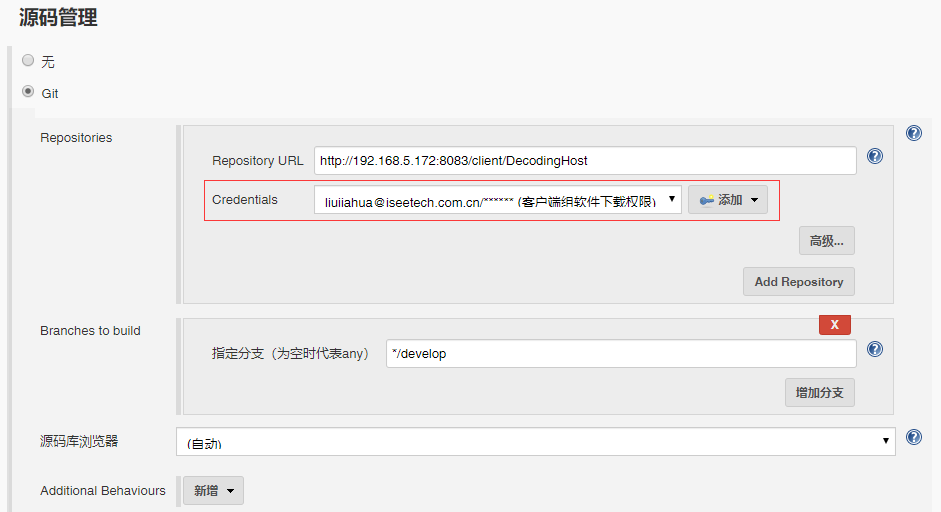 源码管理
无
Git
Repositories
Repository URL http://192.168.5.172:8083/client/DecodingHost
Credentials liujiahua@iseetech.com.cn/****** (客户端组软件下载权限) 添加
高级...
Add Repository
Branches to build
X
指定分支（为空时代表any） */develop
增加分支
源码库浏览器 (自动)
Additional Behaviours 新增